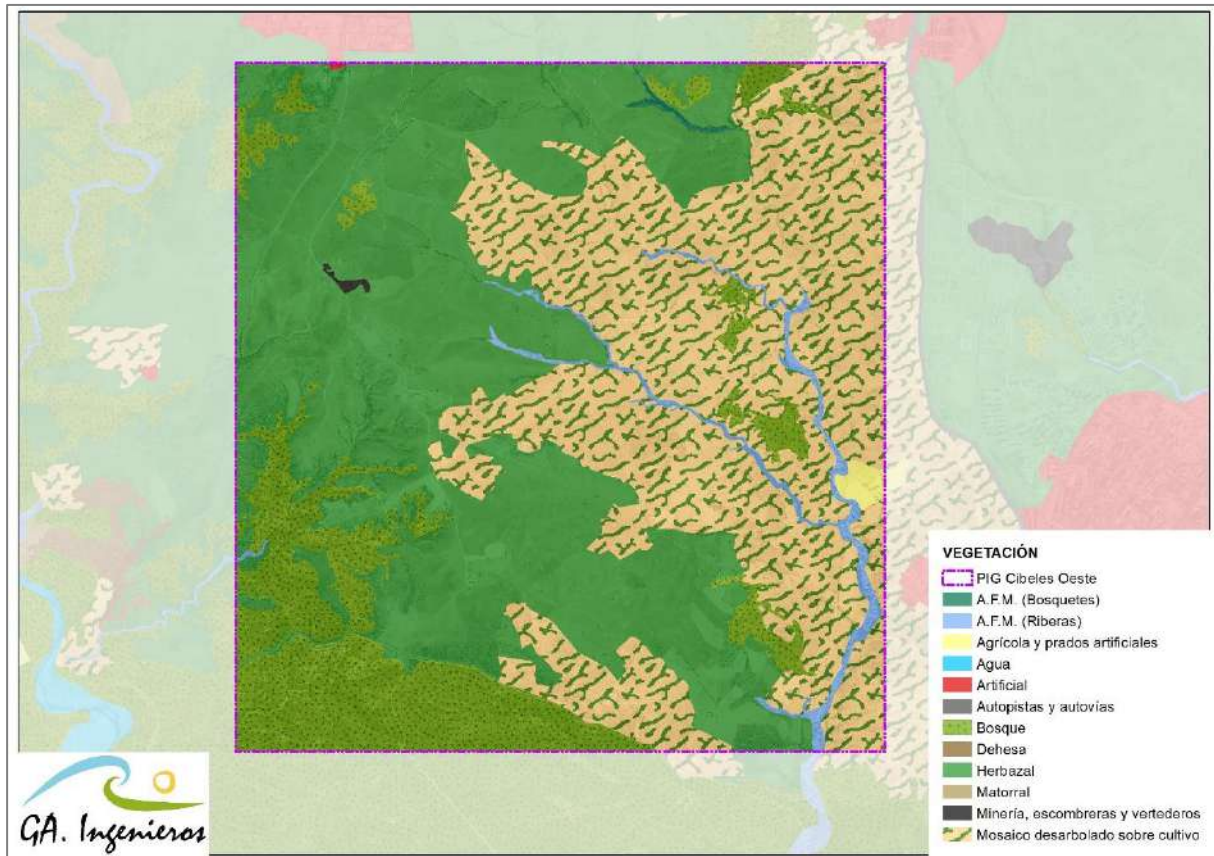 VEGETACIÓN
PIG Cibeles Oeste
A.F.M. (Bosquetes)
A.F.M. (Riberas)
Agrícola y prados artificiales
Agua
Artificial
Autopistas y autovías
Bosque
Dehesa
Herbazal
Matorral
Minería, escombreras y vertederos
Mosaico desarbolado sobre cultivo
GA. Ingenieros